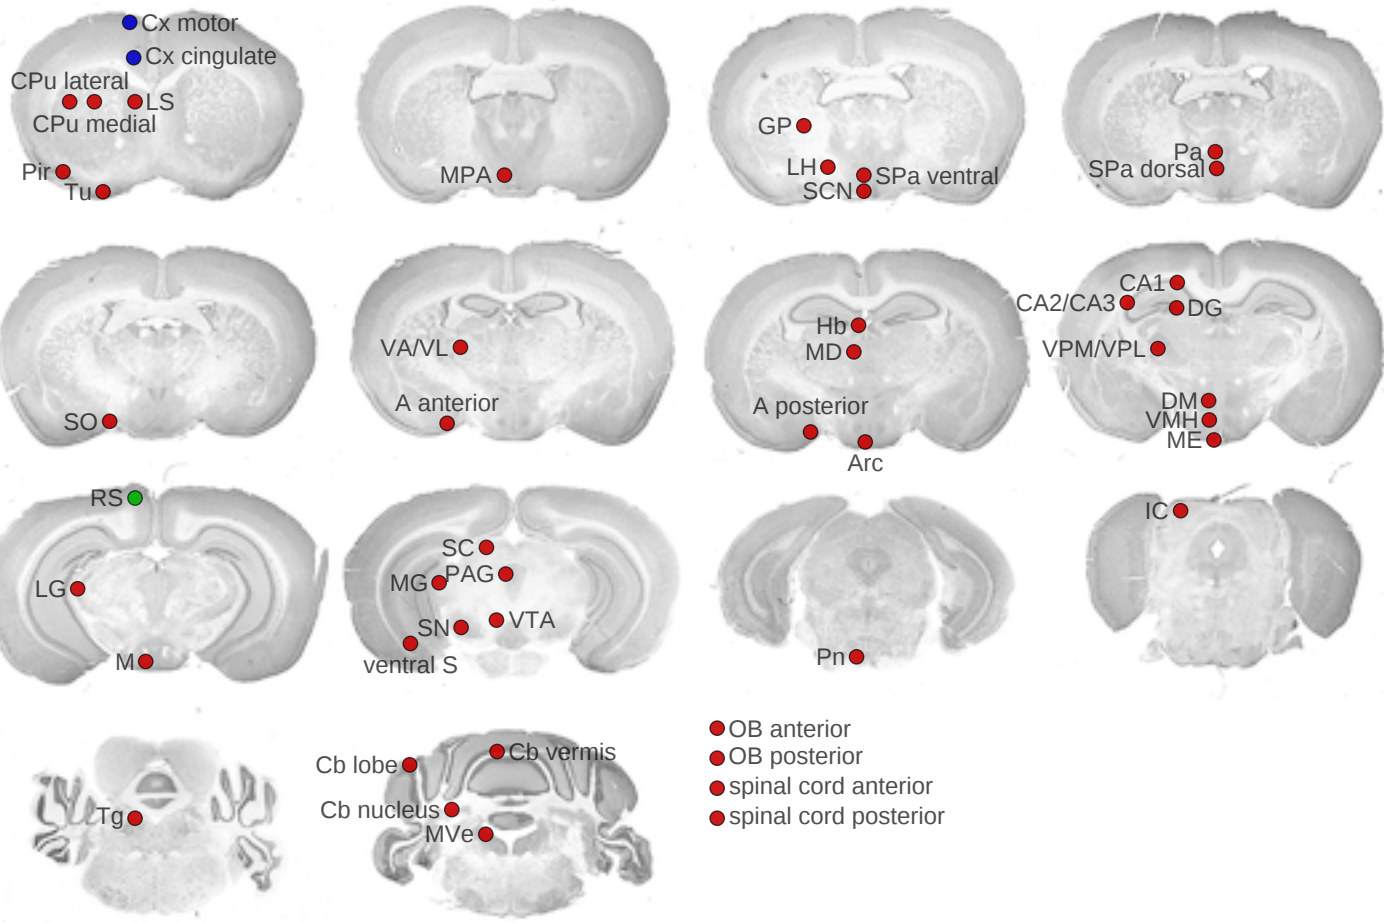 Cx motor
Cx cingulate
CPu lateral
LS
CPu medial
Pir
Tu
MPA
GP
LH
SPa ventral
SCN
Pa
SPa dorsal
SO
VA/VL
A anterior
Hb
MD
A posterior
Arc
CA1
CA2/CA3
DG
VPM/VPL
DM
VMH
ME
RS
LG
M
SC
MG
PAG
SN
VTA
ventral S
Pn
IC
Tg
Cb vermis
Cb lobe
Cb nucleus
MVe
OB anterior
OB posterior
spinal cord anterior
spinal cord posterior